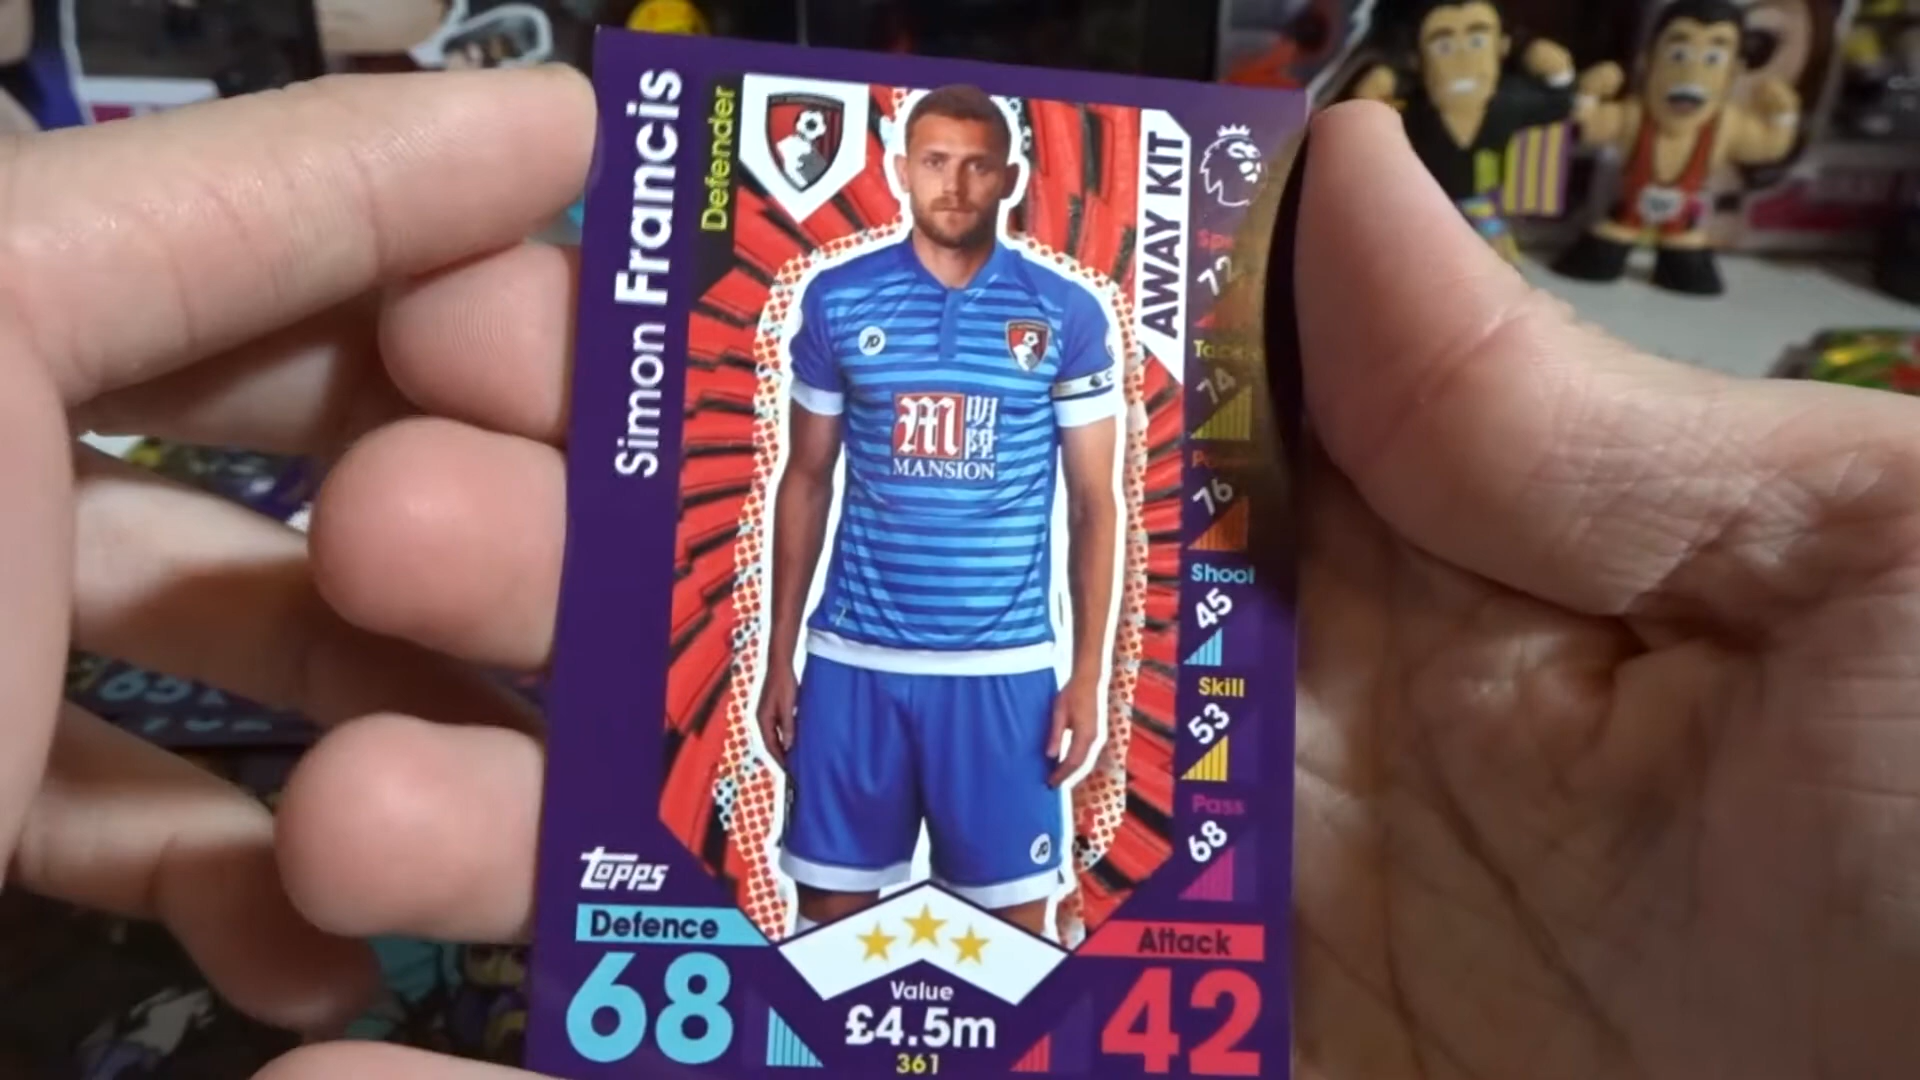 Simon Francis
Defender
AWAY KIT
72
74
76
Shoot
45
Skill
53
Pass
68
明
陞
MANSION
topps
Defence
68
Attack
42
Value
£4.5m
361